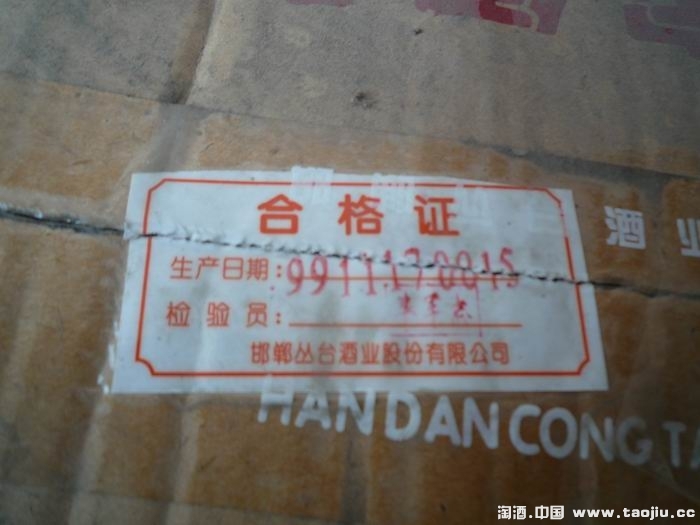 合格证
生产日期:991117 0015
检验员:
邯郸丛台酒业股份有限公司
酒业
HANDAN CONG TA
淘酒.中国 www.taojiu.cc